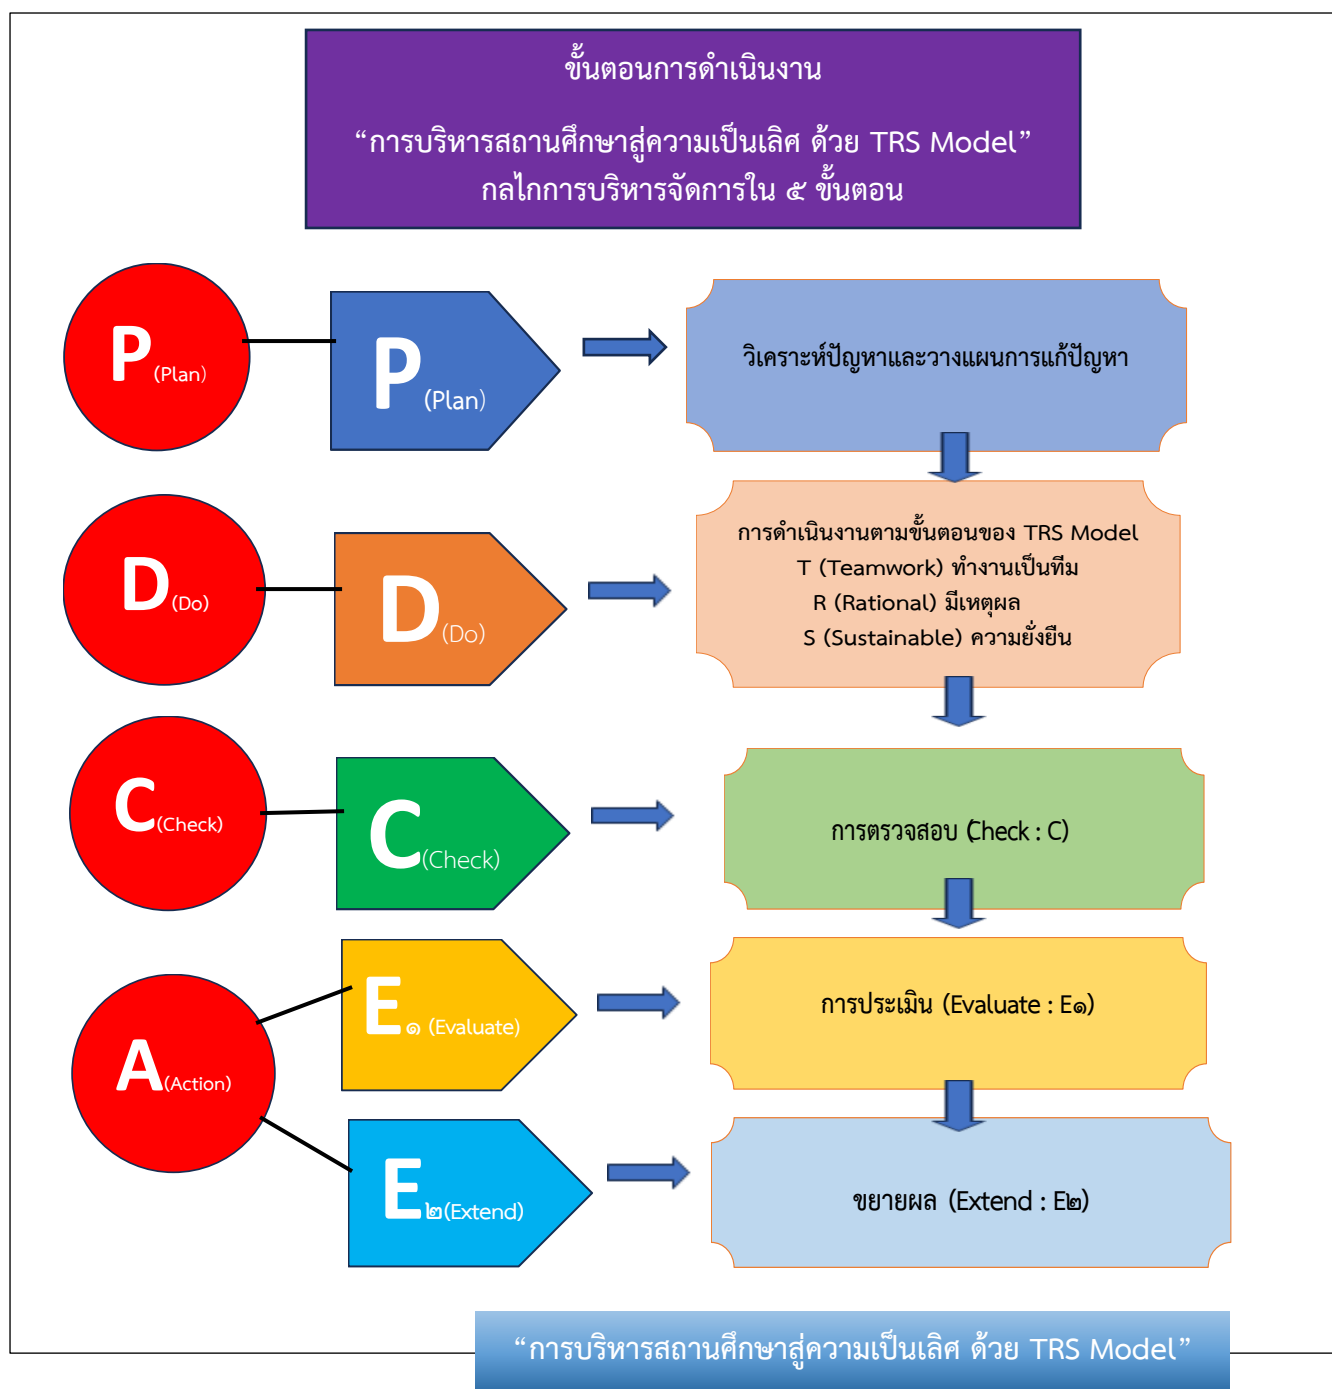 ขั้นตอนการดำเนินงาน
“การบริหารสถานศึกษาสู่ความเป็นเลิศ ด้วย TRS Model”
กลไกการบริหารจัดการใน ๕ ขั้นตอน
P (Plan)
P (Plan)
วิเคราะห์ปัญหาและวางแผนการแก้ปัญหา
D (Do)
D (Do)
การดำเนินงานตามขั้นตอนของ TRS Model
T (Teamwork) ทำงานเป็นทีม
R (Rational) มีเหตุผล
S (Sustainable) ความยั่งยืน
C (Check)
C (Check)
การตรวจสอบ (Check : C)
A (Action)
E ๑ (Evaluate)
การประเมิน (Evaluate : E๑)
E ๒(Extend)
ขยายผล (Extend : E๒)
“การบริหารสถานศึกษาสู่ความเป็นเลิศ ด้วย TRS Model”